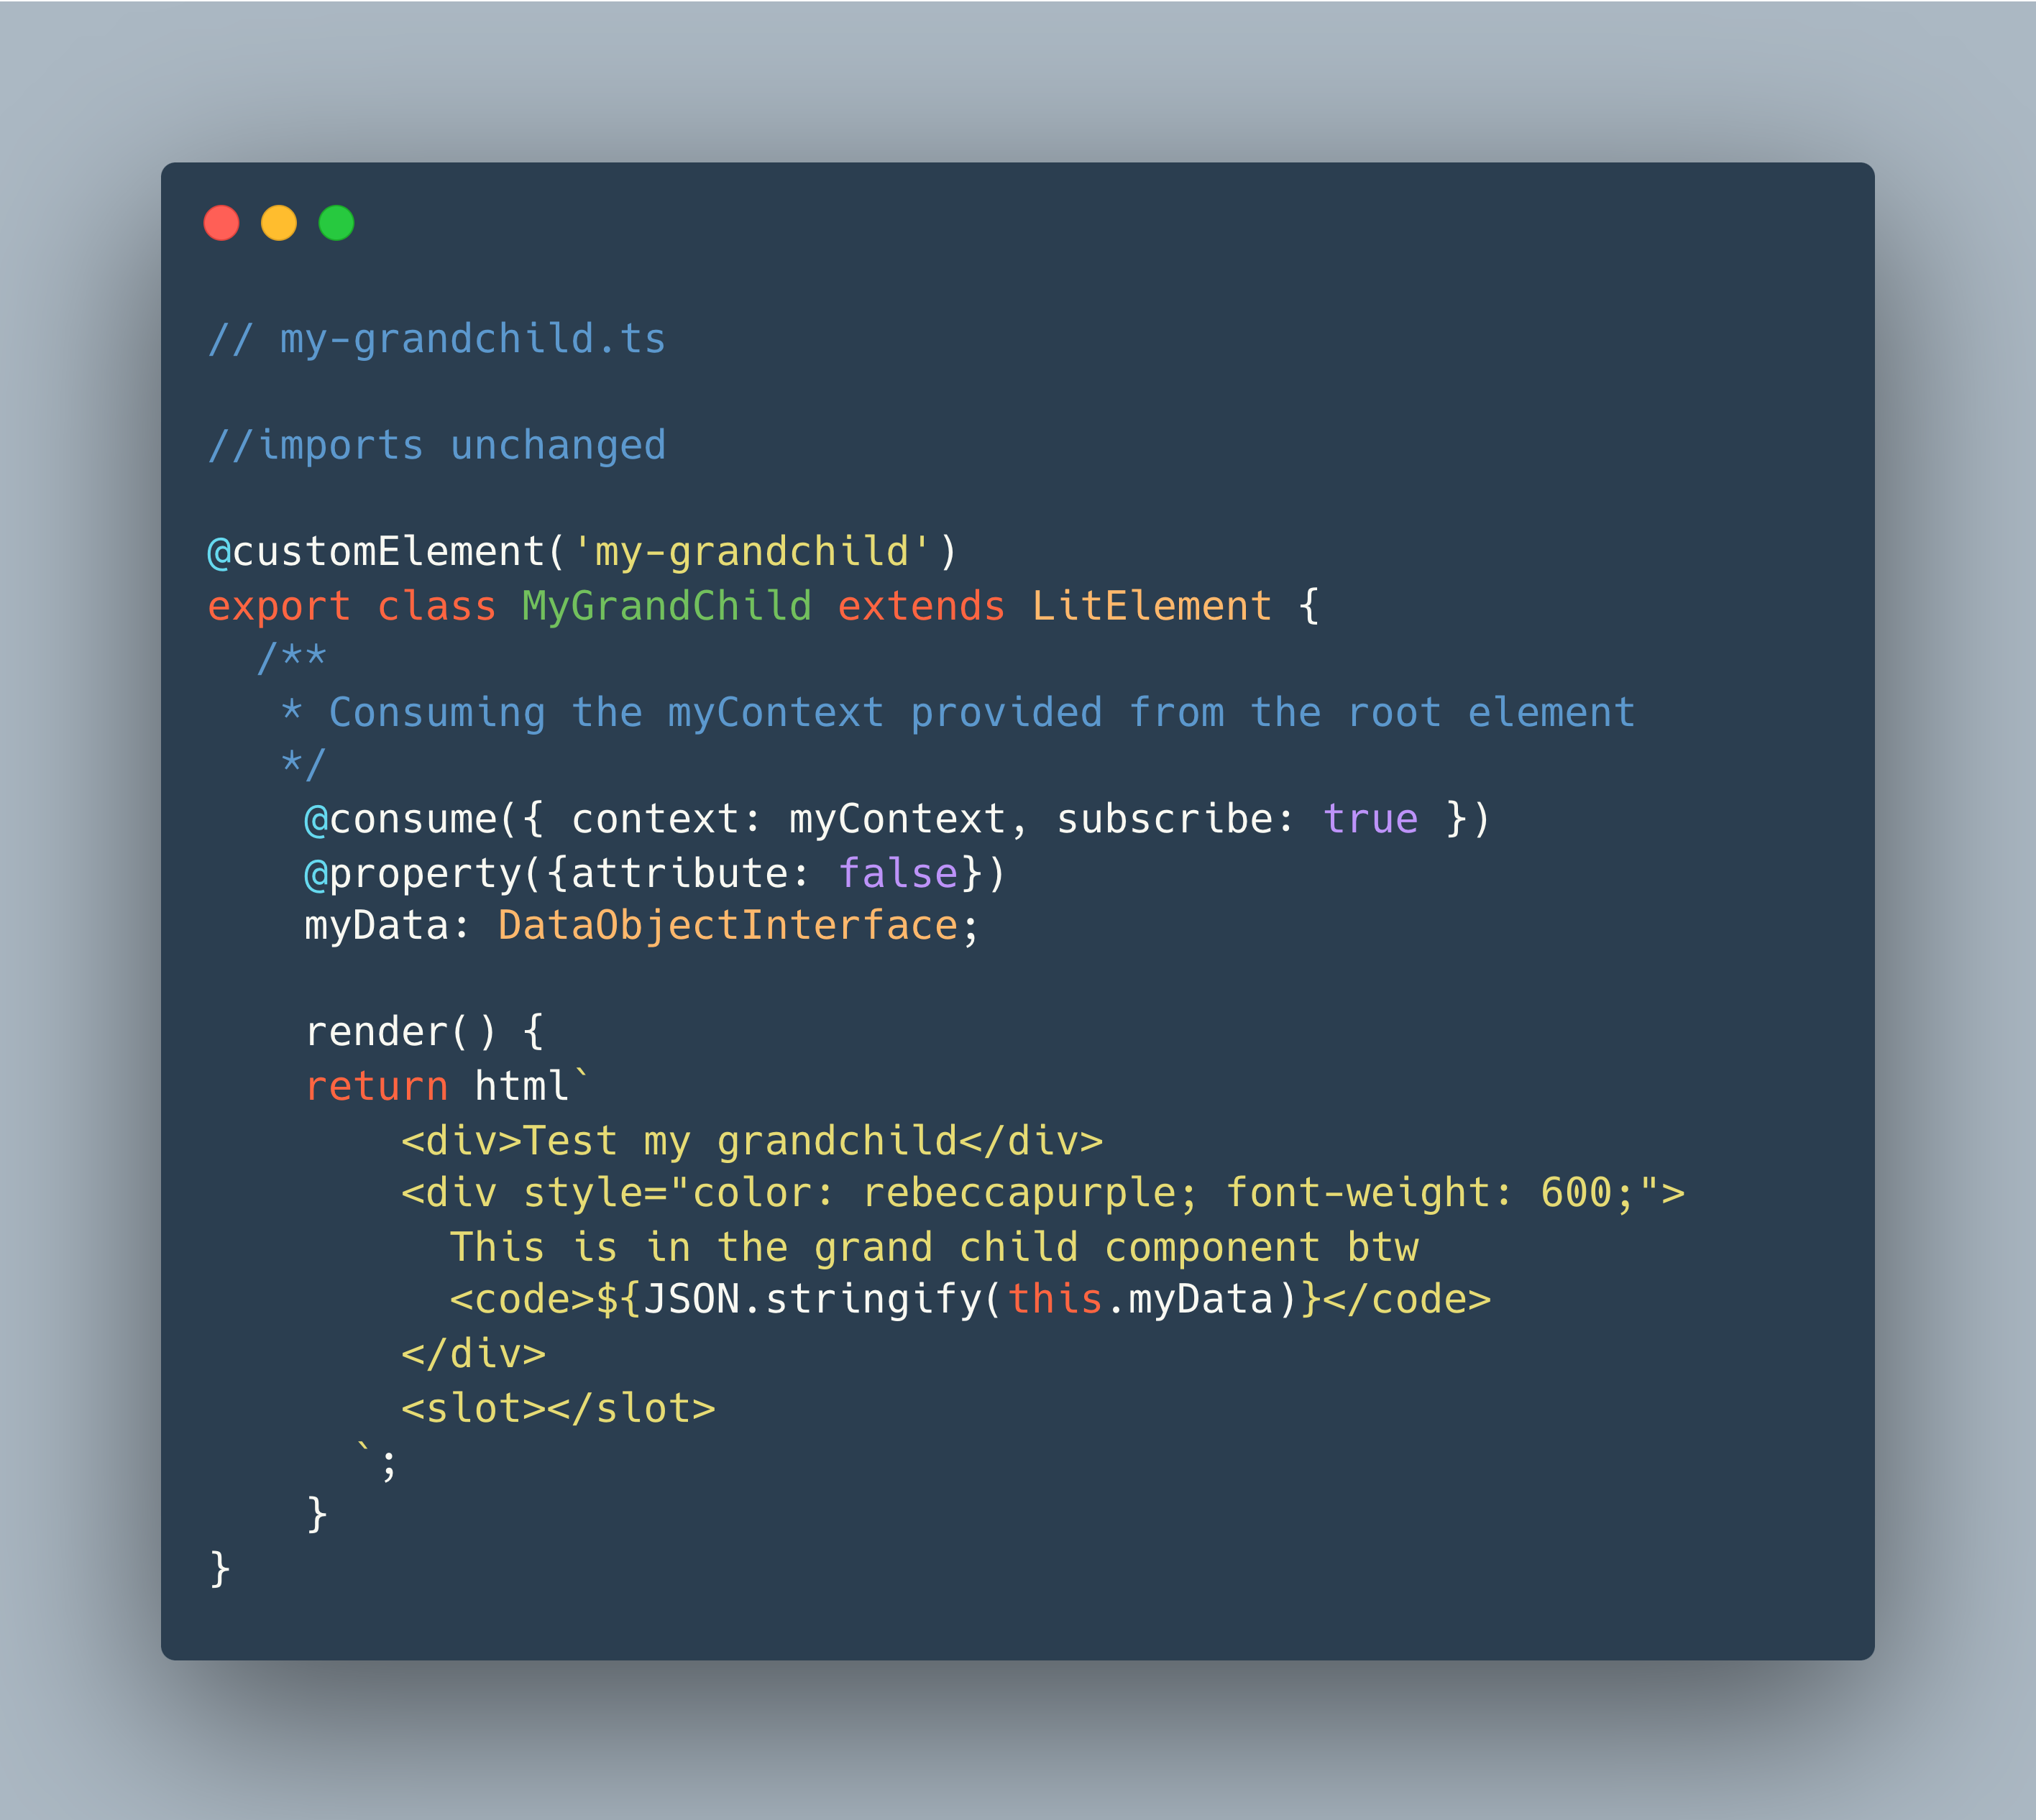 // my-grandchild.ts
//imports unchanged
@customElement('my-grandchild')
export class MyGrandChild extends LitElement {
/**
* Consuming the myContext provided from the root element
*/
@consume({ context: myContext, subscribe: true })
@property({attribute: false})
myData: DataObjectInterface;
render() {
return html`
<div>Test my grandchild</div>
<div style="color: rebeccapurple; font-weight: 600;">
This is in the grand child component btw
<code>${JSON.stringify(this.myData)}</code>
</div>
<slot></slot>
`;
}
}